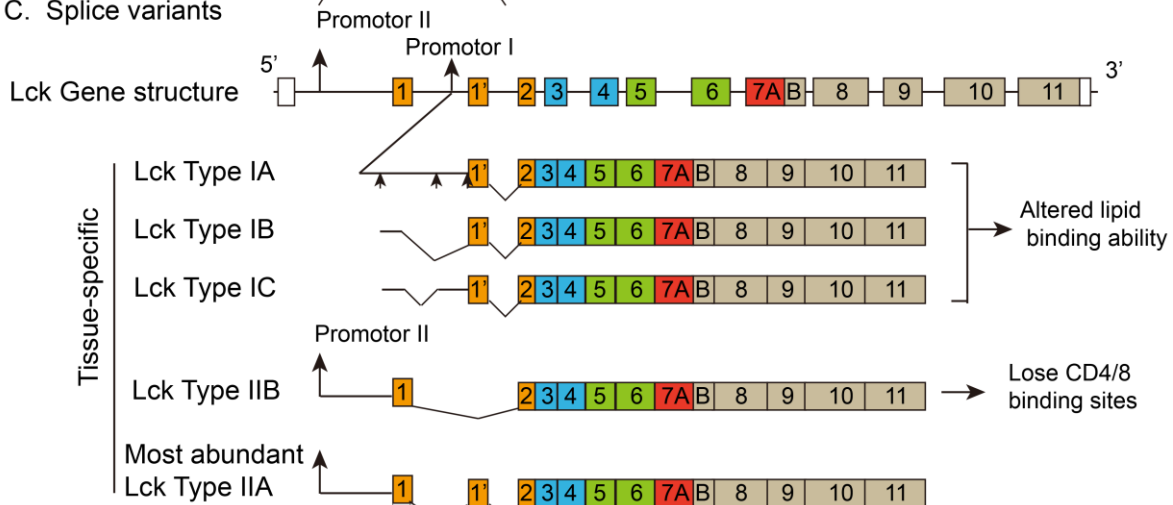 C. Splice variants
Promotor II
Promotor I
5'
3'
Lck Gene structure
1 1' 2 3 4 5 6 7A B 8 9 10 11
Tissue-specific
Lck Type IA
1' 2 3 4 5 6 7A B 8 9 10 11
Lck Type IB
1' 2 3 4 5 6 7A B 8 9 10 11
Lck Type IC
1' 2 3 4 5 6 7A B 8 9 10 11
Altered lipid
binding ability
Promotor II
Lck Type IIB
1 2 3 4 5 6 7A B 8 9 10 11
Lose CD4/8
binding sites
Most abundant
Lck Type IIA
1 1' 2 3 4 5 6 7A B 8 9 10 11